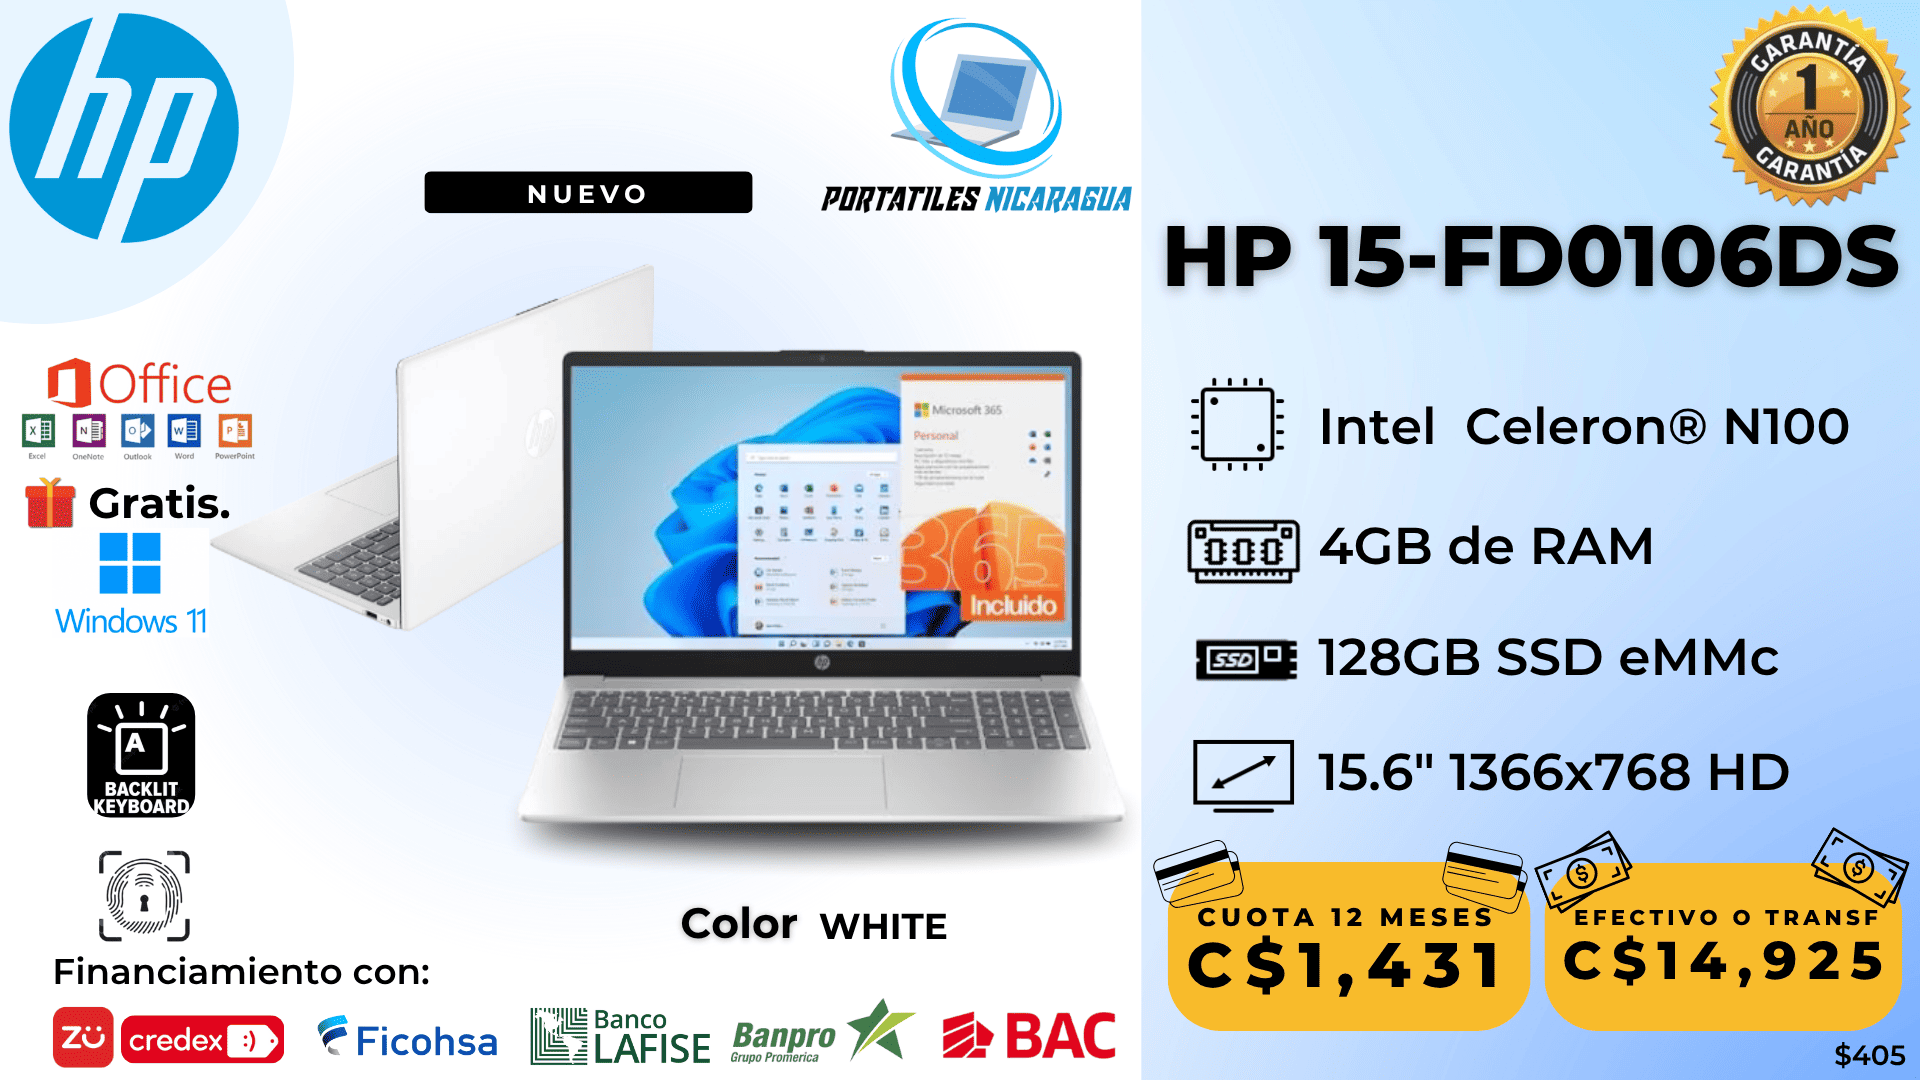 hp
NUEVO
PORTATILES NICARAGUA
GARANTÍA
1
AÑO
GARANTÍA
HP 15-FD0106DS
Office
Excel
OneNote
Outlook
Word
PowerPoint
Gratis.
Windows 11
Microsoft 365
Personal
365
Incluido
hp
A
BACKLIT
KEYBOARD
Intel Celeron® N100
4GB de RAM
SSD
128GB SSD eMMc
15.6" 1366x768 HD
Color WHITE
CUOTA 12 MESES
C$1,431
EFECTIVO O TRANSF
C$14,925
$405
Financiamiento con:
ZÜ
credex :)
Ficohsa
Banco
LAFISE
Banpro
Grupo Promerica
BAC